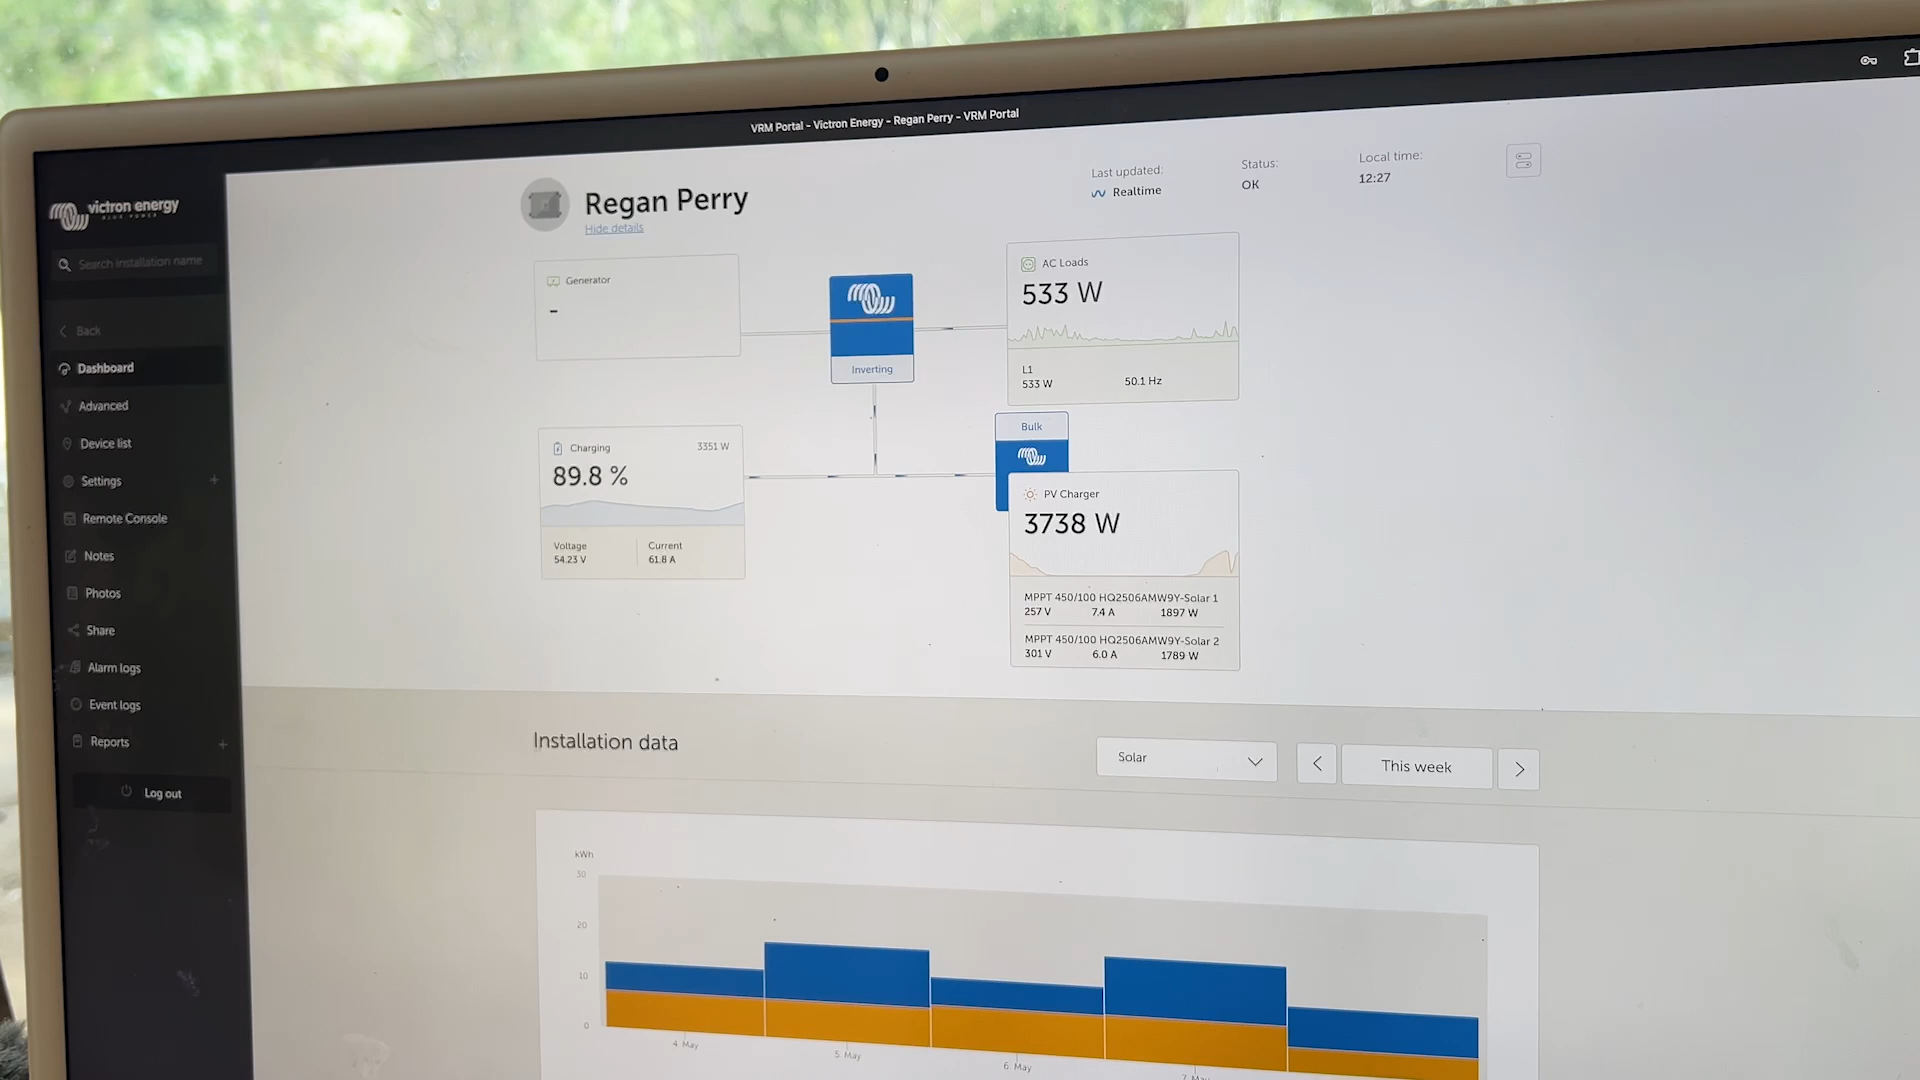 VRM Portal - Victron Energy - Regan Perry - VRM Portal
victron energy
BLUE POWER
Search installation name
Back
Dashboard
Advanced
Device list
Settings
Remote Console
Notes
Photos
Share
Alarm logs
Event logs
Reports
Log out
Regan Perry
Hide details
Last updated:
Realtime
Status:
OK
Local time:
12:27
Generator
-
Inverting
AC Loads
533 W
L1
533 W 50.1 Hz
Charging 3351 W
89.8 %
Voltage Current
54.23 V 61.8 A
Bulk
PV Charger
3738 W
MPPT 450/100 HQ2506AMW9Y-Solar 1
257 V 7.4 A 1897 W
MPPT 450/100 HQ2506AMW9Y-Solar 2
301 V 6.0 A 1789 W
Installation data
Solar
This week
kWh
30
20
10
0
4. May
5. May
6. May